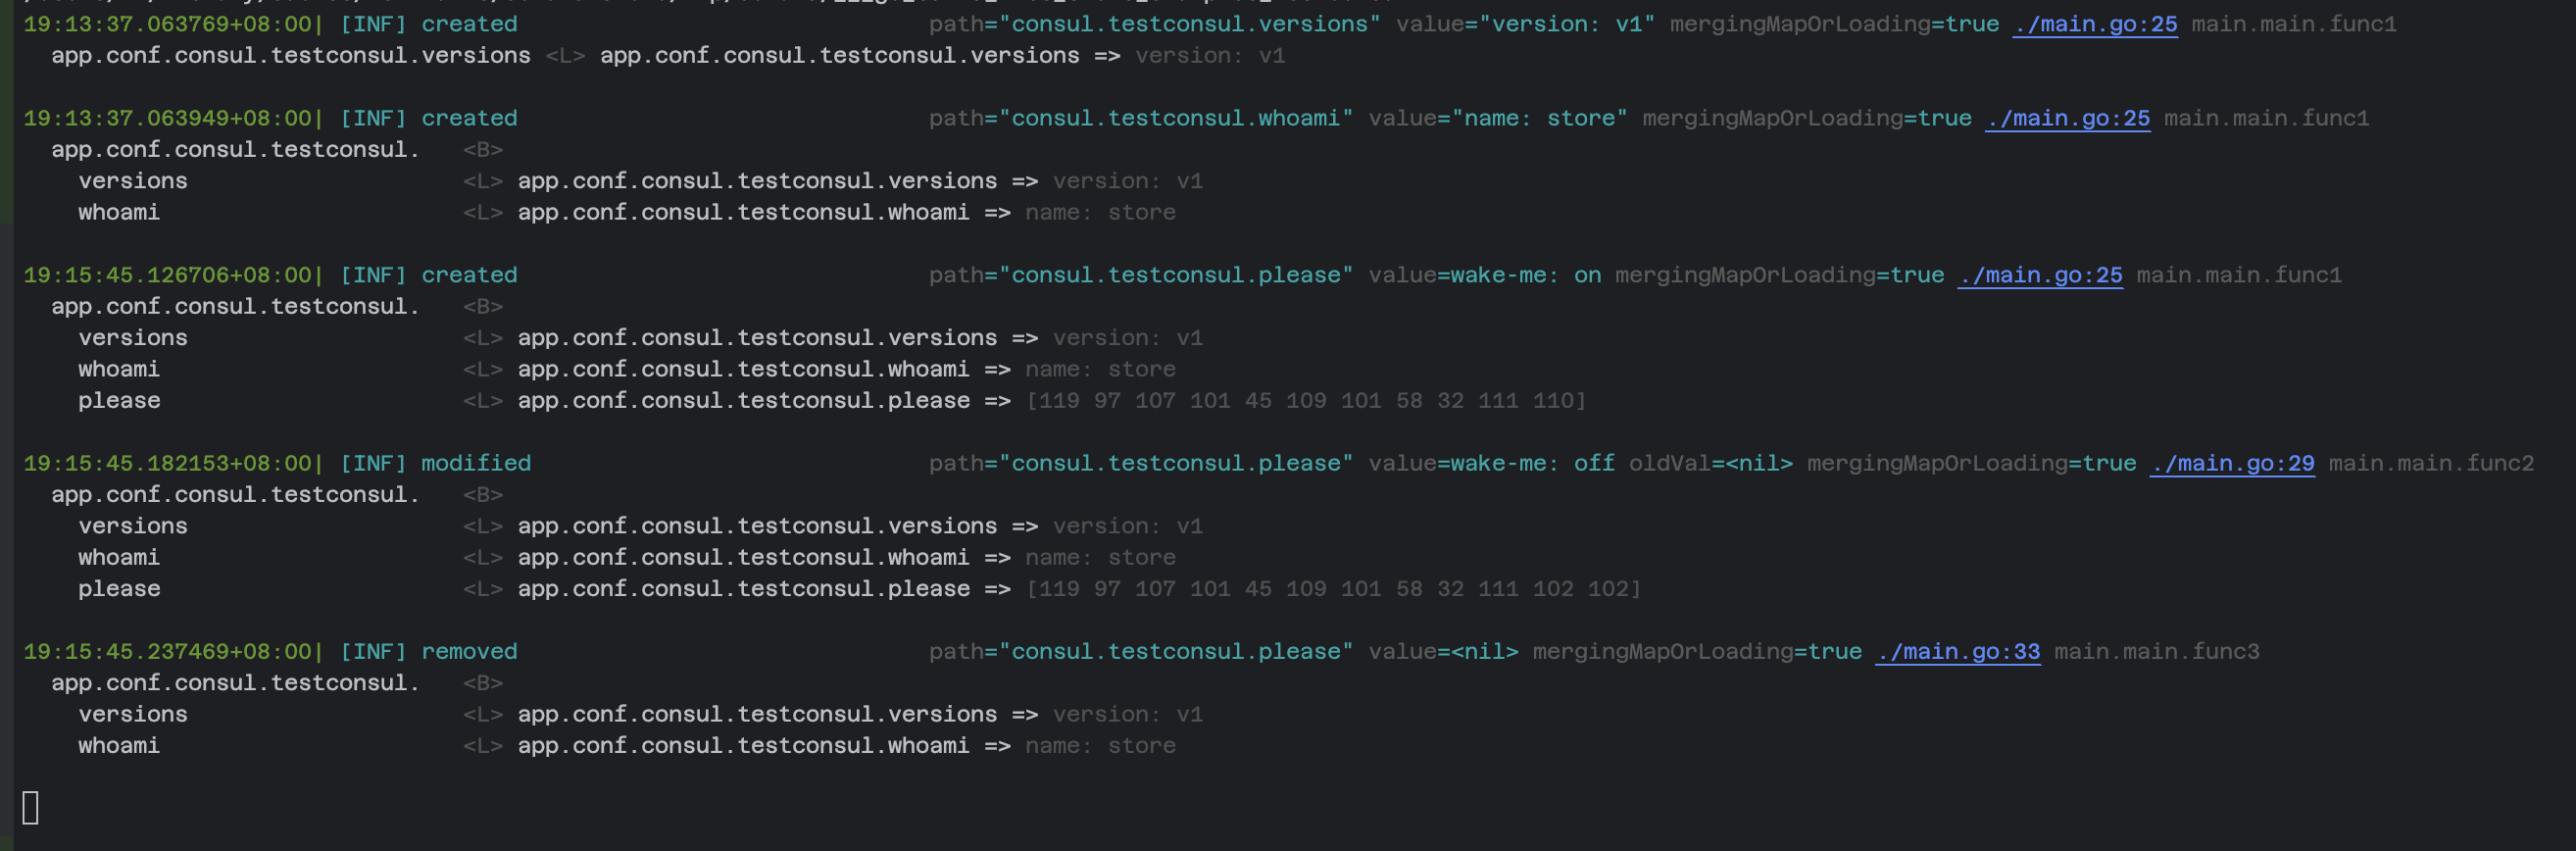 19:13:37.063769+08:00| [INF] created path="consul.testconsul.versions" value="version: v1" mergingMapOrLoading=true ./main.go:25 main.main.func1
app.conf.consul.testconsul.versions <L> app.conf.consul.testconsul.versions => version: v1
19:13:37.063949+08:00| [INF] created path="consul.testconsul.whoami" value="name: store" mergingMapOrLoading=true ./main.go:25 main.main.func1
app.conf.consul.testconsul. <B>
versions <L> app.conf.consul.testconsul.versions => version: v1
whoami <L> app.conf.consul.testconsul.whoami => name: store
19:15:45.126706+08:00| [INF] created path="consul.testconsul.please" value=wake-me: on mergingMapOrLoading=true ./main.go:25 main.main.func1
app.conf.consul.testconsul. <B>
versions <L> app.conf.consul.testconsul.versions => version: v1
whoami <L> app.conf.consul.testconsul.whoami => name: store
please <L> app.conf.consul.testconsul.please => [119 97 107 101 45 109 101 58 32 111 110]
19:15:45.182153+08:00| [INF] modified path="consul.testconsul.please" value=wake-me: off oldVal=<nil> mergingMapOrLoading=true ./main.go:29 main.main.func2
app.conf.consul.testconsul. <B>
versions <L> app.conf.consul.testconsul.versions => version: v1
whoami <L> app.conf.consul.testconsul.whoami => name: store
please <L> app.conf.consul.testconsul.please => [119 97 107 101 45 109 101 58 32 111 102 102]
19:15:45.237469+08:00| [INF] removed path="consul.testconsul.please" value=<nil> mergingMapOrLoading=true ./main.go:33 main.main.func3
app.conf.consul.testconsul. <B>
versions <L> app.conf.consul.testconsul.versions => version: v1
whoami <L> app.conf.consul.testconsul.whoami => name: store